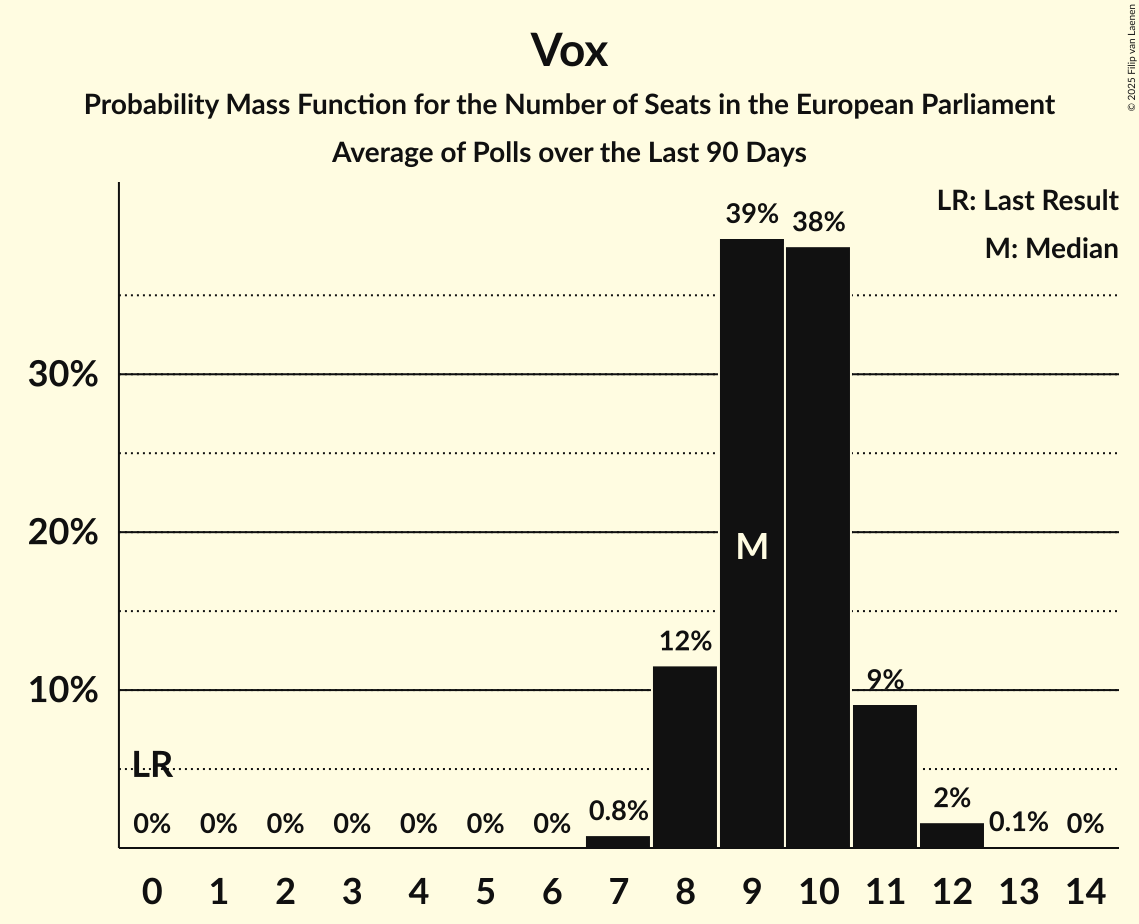 Vox
Probability Mass Function for the Number of Seats in the European Parliament
Average of Polls over the Last 90 Days
© 2025 Filip van Laenen
LR: Last Result
M: Median
39%
38%
30%
20%
M
12%
10%
9%
LR
0%
0%
0%
0%
0%
0%
0%
0.8%
2%
0.1%
0%
0 1 2 3 4 5 6 7 8 9 10 11 12 13 14